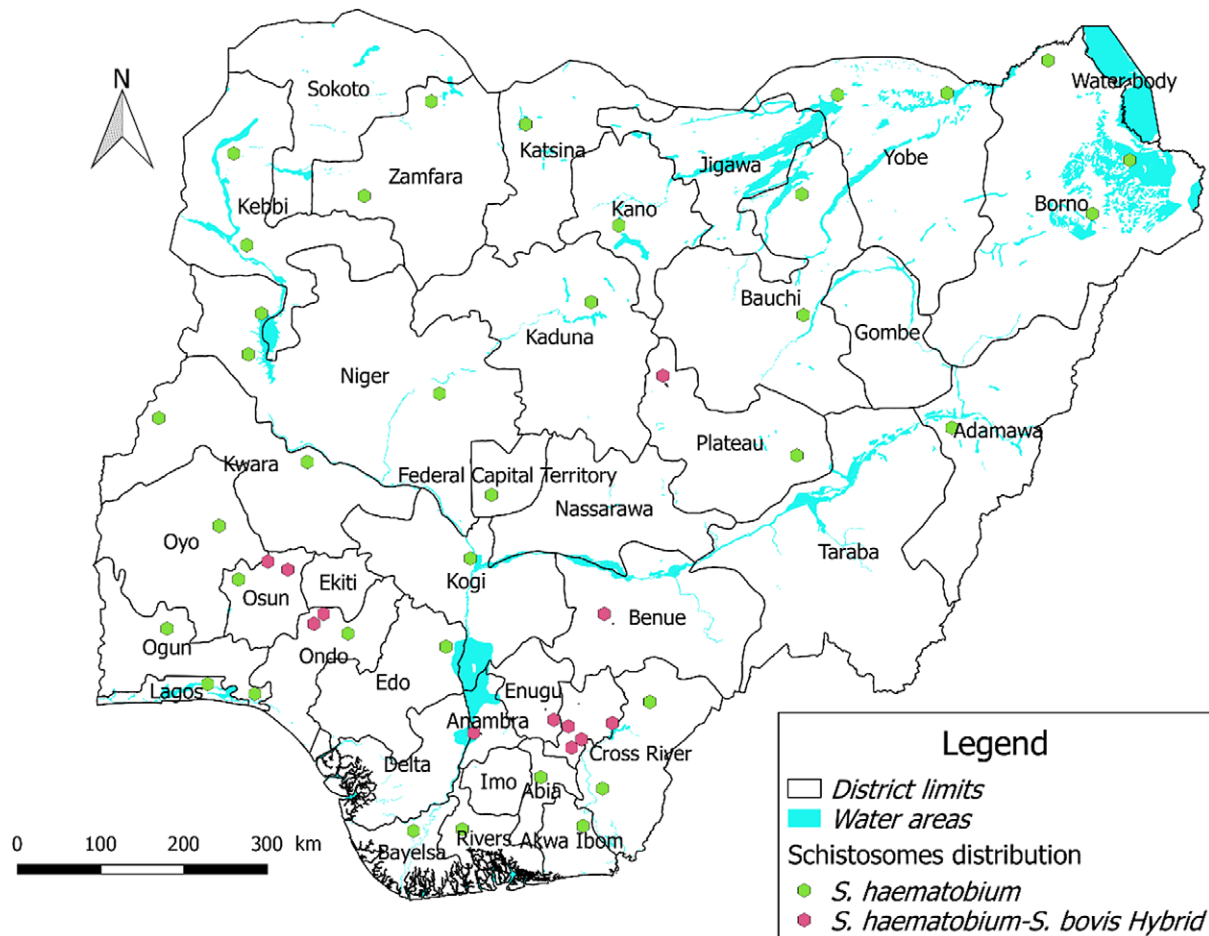 N
Sokoto
Water-body
Katsina
Jigawa
Yobe
Zamfara
Kebbi
Kano
Borno
Bauchi
Gombe
Kaduna
Niger
Adamawa
Plateau
Kwara
Federal Capital Territory
Nassarawa
Oyo
Taraba
Ekiti
Kogi
Osun
Benue
Ogun
Ondo
Edo
Enugu
Lagos
Anambra
Cross River
Delta
Imo
Abia
Rivers
Akwa Ibom
Bayelsa
0 100 200 300 km
Legend
District limits
Water areas
Schistosomes distribution
S. haematobium
S. haematobium-S. bovis Hybrid